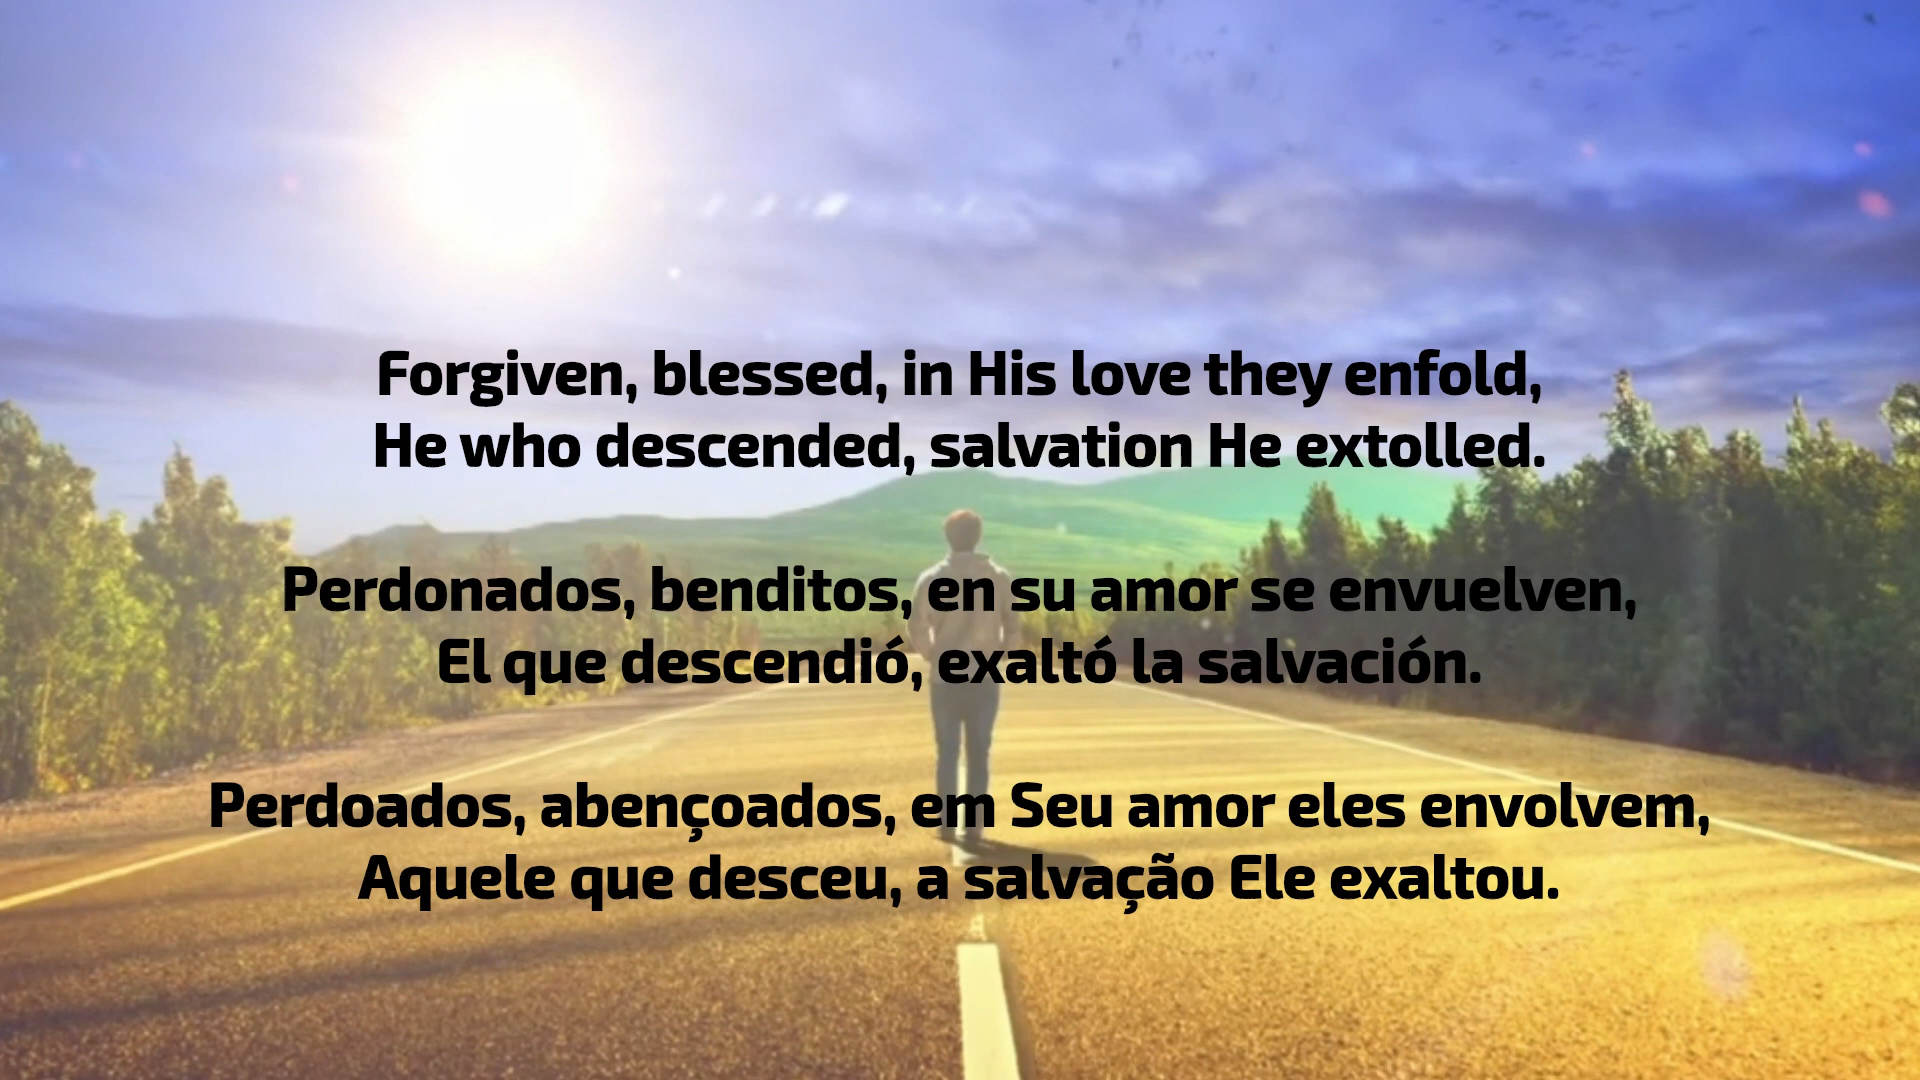 Forgiven, blessed, in His love they enfold,
He who descended, salvation He extolled.
Perdonados, benditos, en su amor se envuelven,
El que descendió, exaltó la salvación.
Perdoados, abençoados, em Seu amor eles envolvem,
Aquele que desceu, a salvação Ele exaltou.